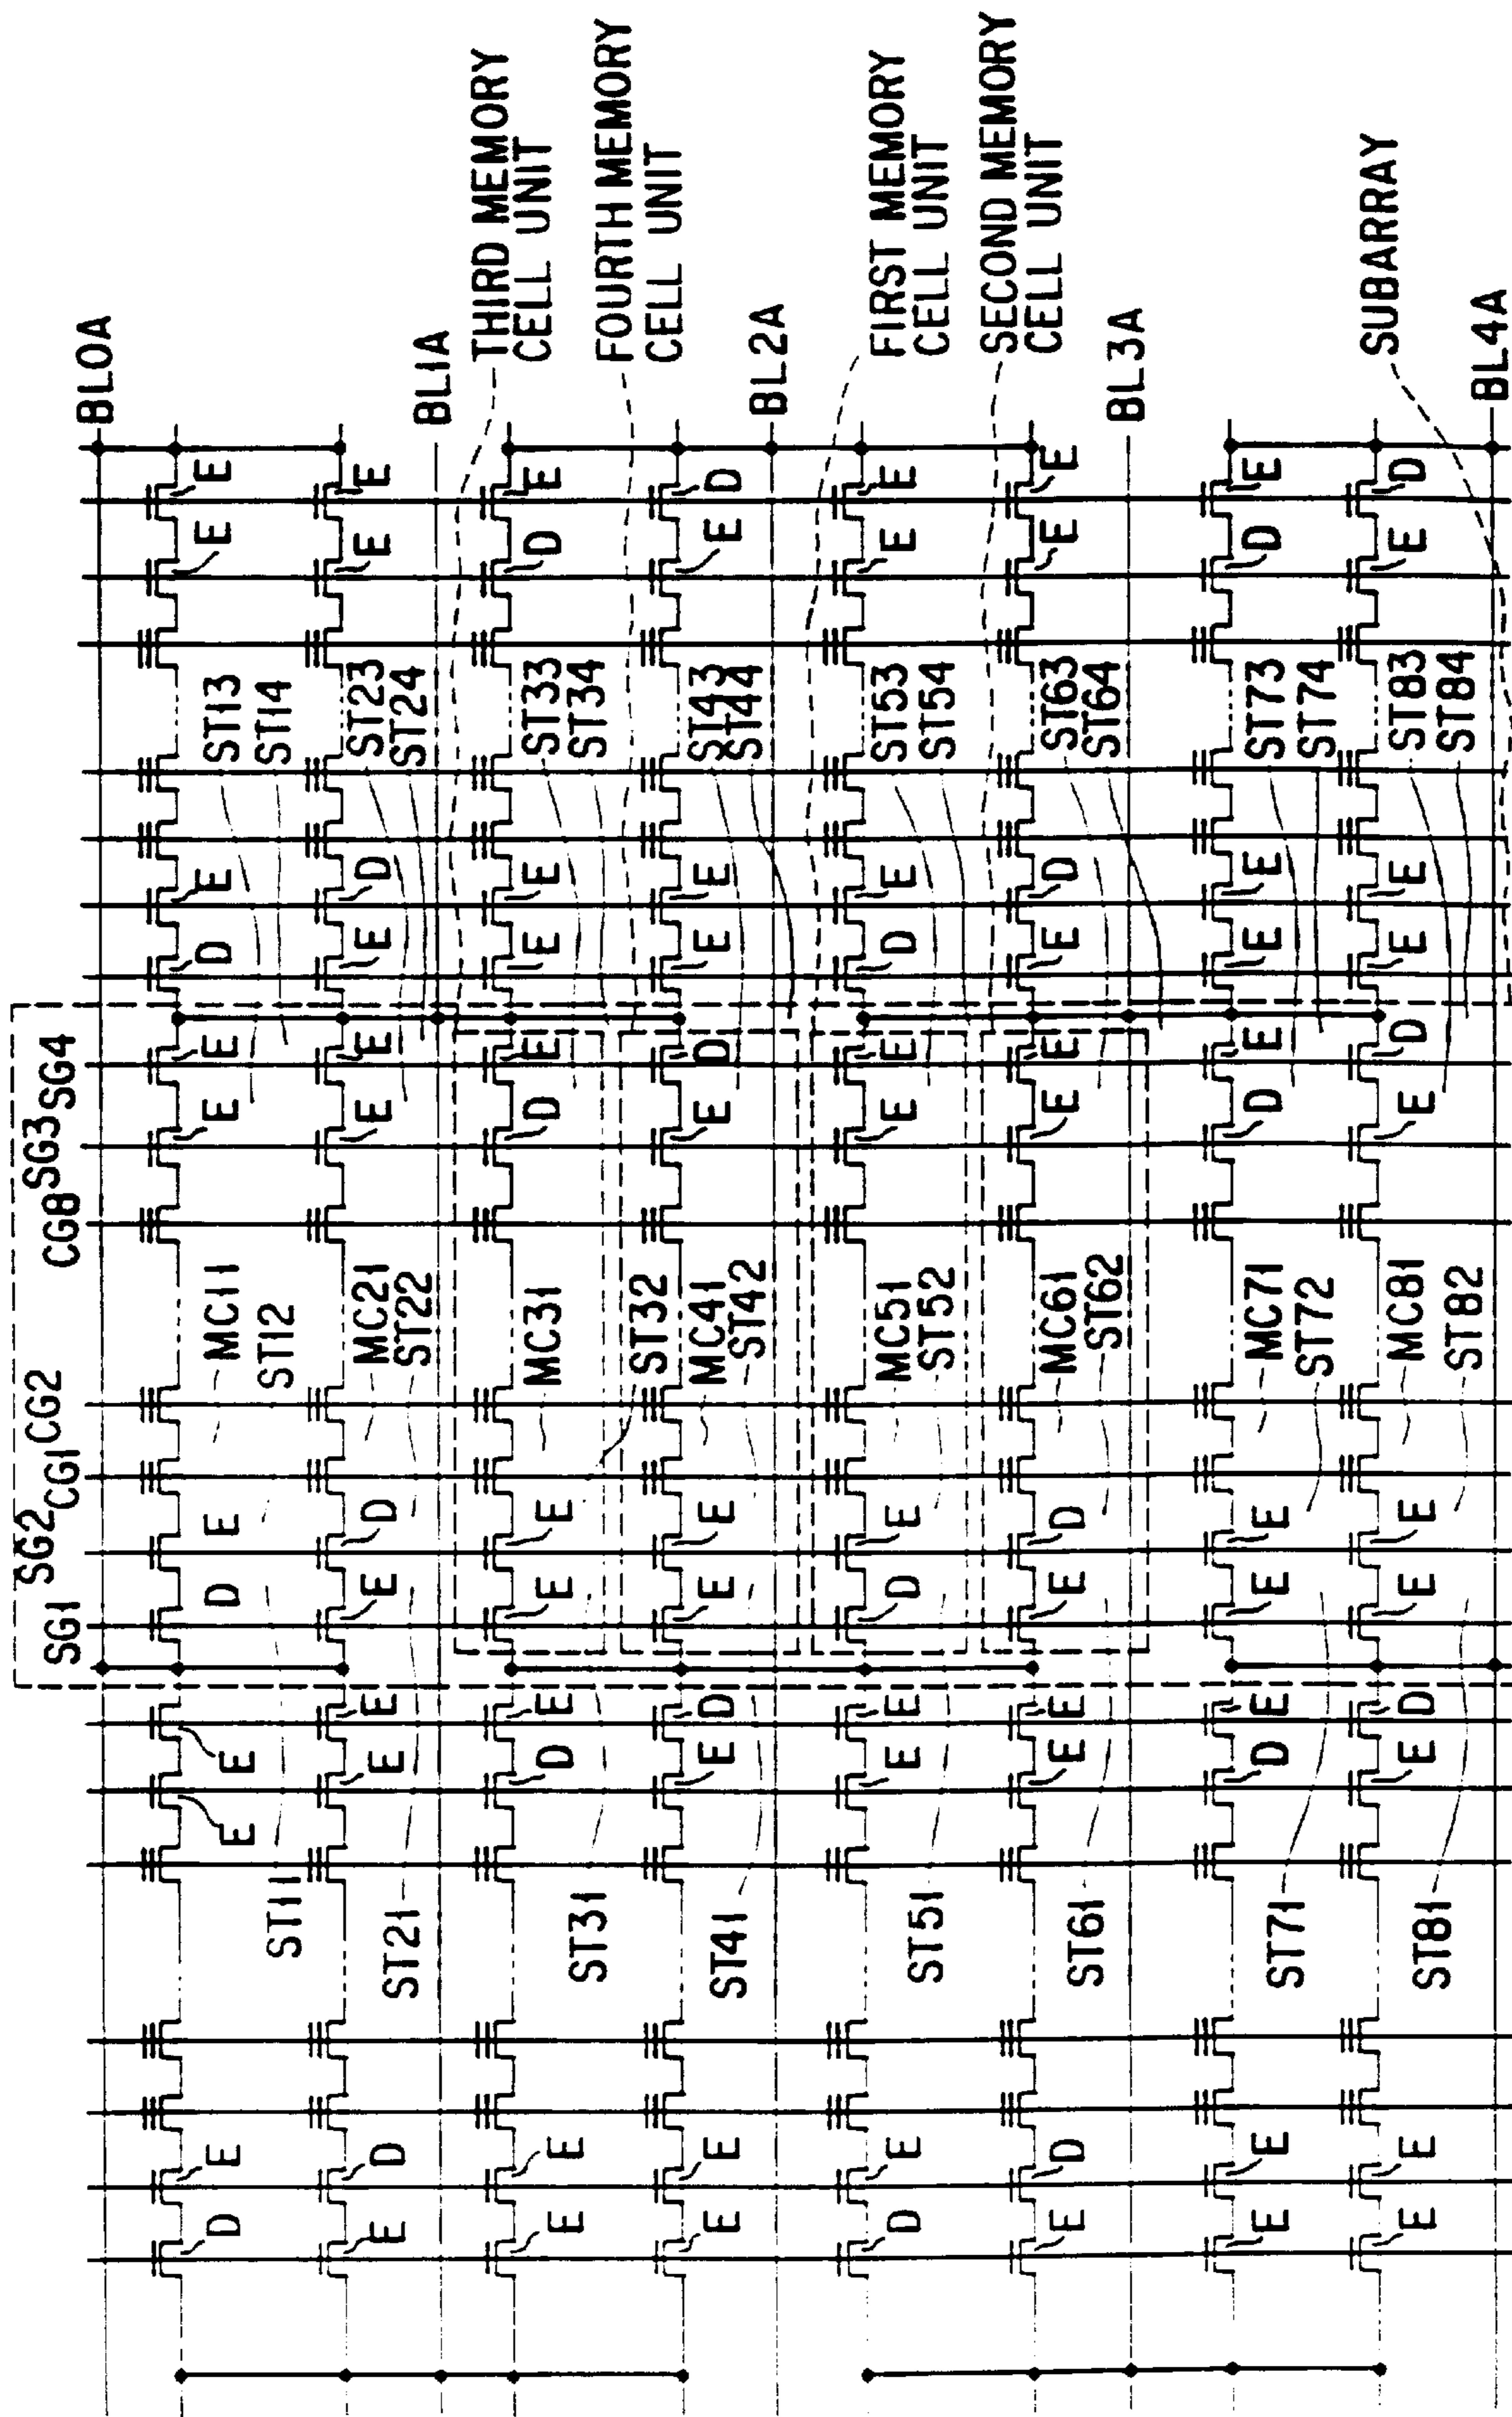 SG1 SG2 CG1 CG2 CG8 SG3 SG4
BL0A
E E
D E
E E
D E
E E
D E
ST13
ST14
MC11
ST12
ST11
E E
E D
E E
E D
E E
E D
ST23
ST24
MC21
ST22
ST21
BL1A
THIRD MEMORY
CELL UNIT
E E
D E
E E
D E
E E
D E
ST33
ST34
MC31
ST32
ST31
FOURTH MEMORY
CELL UNIT
E E
E D
E E
E D
E E
E D
ST43
ST44
MC41
ST42
ST41
BL2A
FIRST MEMORY
CELL UNIT
D E
E E
D E
E E
D E
E E
ST53
ST54
MC51
ST52
ST51
SECOND MEMORY
CELL UNIT
E D
E E
E D
E E
E D
E E
ST63
ST64
MC61
ST62
ST61
BL3A
E E
D E
E E
D E
E E
D E
ST73
ST74
MC71
ST72
ST71
SUBARRAY
E E
E D
E E
E D
E E
E D
ST83
ST84
MC81
ST82
ST81
BL4A